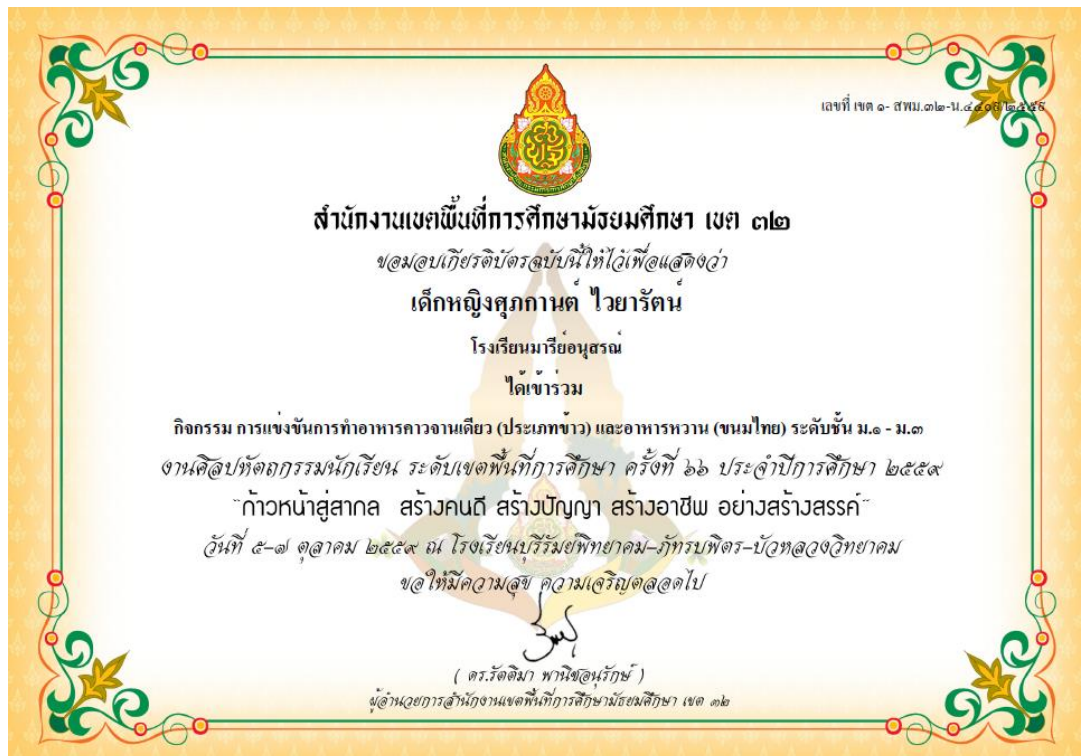 เลขที่ เขต ๑- สพม.๓๒-น.
สำนักงานเขตพื้นที่การศึกษามัธยมศึกษา เขต ๓๒
ขอมอบเกียรติบัตรฉบับนี้ให้ไว้เพื่อแสดงว่า
เด็กหญิงศุภกานต์ ไวยารัตน์
โรงเรียนมารีย์อนุสรณ์
ได้เข้าร่วม
กิจกรรม การแข่งขันการทำอาหารคาวจานเดียว (ประเภทข้าว) และอาหารหวาน (ขนมไทย) ระดับชั้น ม.๑ - ม.๓
งานศิลปหัตถกรรมนักเรียน ระดับเขตพื้นที่การศึกษา ครั้งที่ ๖๖ ประจำปีการศึกษา ๒๕๕๙
"ก้าวหน้าสู่สากล สร้างคนดี สร้างปัญญา สร้างอาชีพ อย่างสร้างสรรค์"
วันที่ ๕-๗ ตุลาคม ๒๕๕๙ ณ โรงเรียนบุรีรัมย์พิทยาคม-ภัทรบพิตร-บัวหลวงวิทยาคม
ขอให้มีความสุข ความเจริญตลอดไป
( ดร.รัตติมา พานิชอนุรักษ์ )
ผู้อำนวยการสำนักงานเขตพื้นที่การศึกษามัธยมศึกษา เขต ๓๒